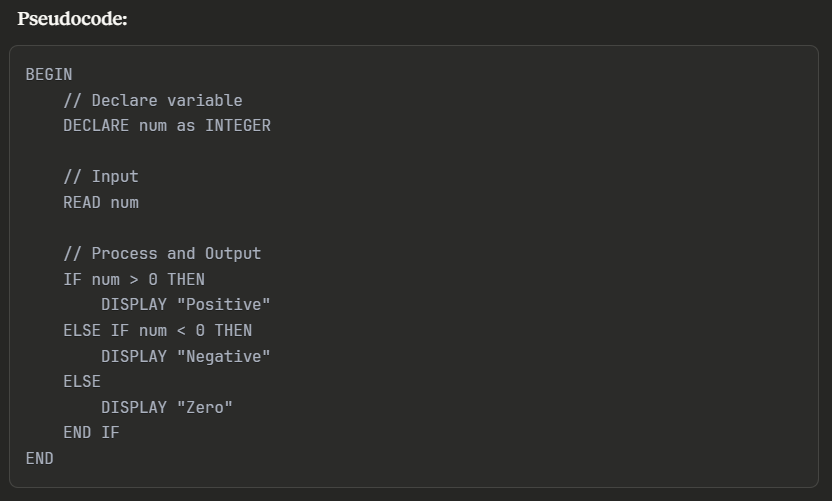 Pseudocode:
BEGIN
    // Declare variable
    DECLARE num as INTEGER

    // Input
    READ num

    // Process and Output
    IF num > 0 THEN
        DISPLAY "Positive"
    ELSE IF num < 0 THEN
        DISPLAY "Negative"
    ELSE
        DISPLAY "Zero"
    END IF
END